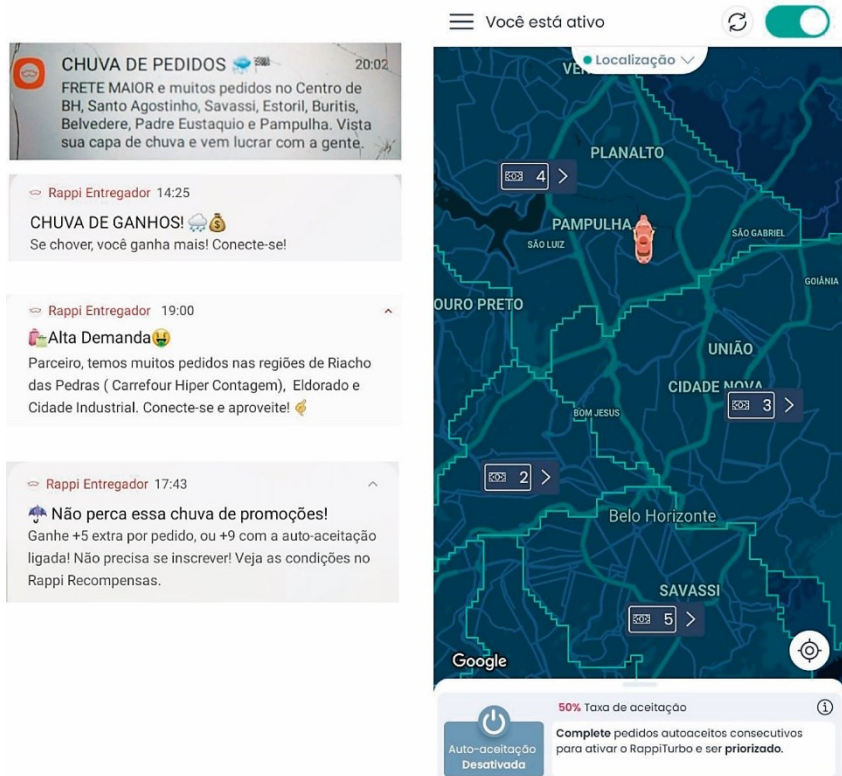 CHUVA DE PEDIDOS 🌧️🏁 20:02
FRETE MAIOR e muitos pedidos no Centro de
BH, Santo Agostinho, Savassi, Estoril, Buritis,
Belvedere, Padre Eustaquio e Pampulha. Vista
sua capa de chuva e vem lucrar com a gente.
Rappi Entregador 14:25
CHUVA DE GANHOS! 🌧️💰
Se chover, você ganha mais! Conecte-se!
Rappi Entregador 19:00
🛍️Alta Demanda🤑
Parceiro, temos muitos pedidos nas regiões de Riacho
das Pedras ( Carrefour Hiper Contagem), Eldorado e
Cidade Industrial. Conecte-se e aproveite! 🤞
Rappi Entregador 17:43
☔ Não perca essa chuva de promoções!
Ganhe +5 extra por pedido, ou +9 com a auto-aceitação
ligada! Não precisa se inscrever! Veja as condições no
Rappi Recompensas.
Você está ativo
Localização
PLANALTO
4
PAMPULHA
SÃO LUIZ
SÃO GABRIEL
GOIÂNIA
OURO PRETO
UNIÃO
CIDADE NOVA
3
BOM JESUS
2
Belo Horizonte
SAVASSI
5
Google
50% Taxa de aceitação
Auto-aceitação
Desativada
Complete pedidos autoaceitos consecutivos
para ativar o RappiTurbo e ser priorizado.